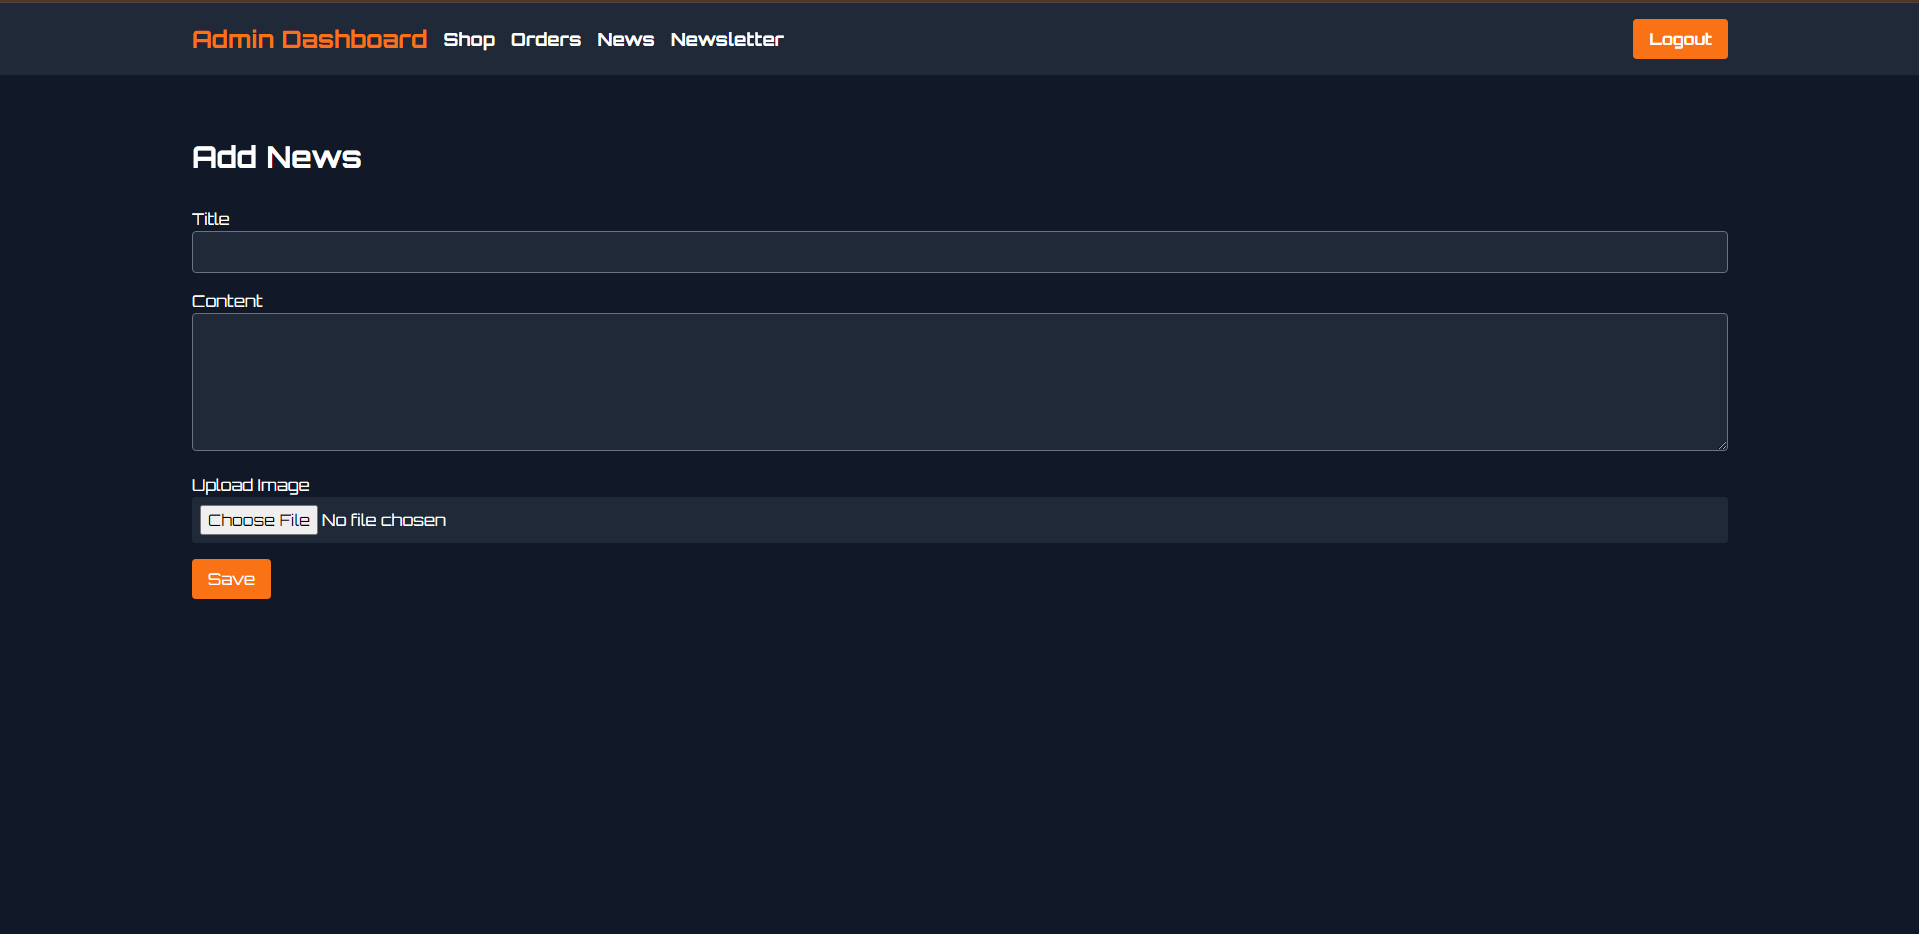 Admin Dashboard Shop Orders News Newsletter Logout
Add News
Title
Content
Upload Image
Choose File No file chosen
Save